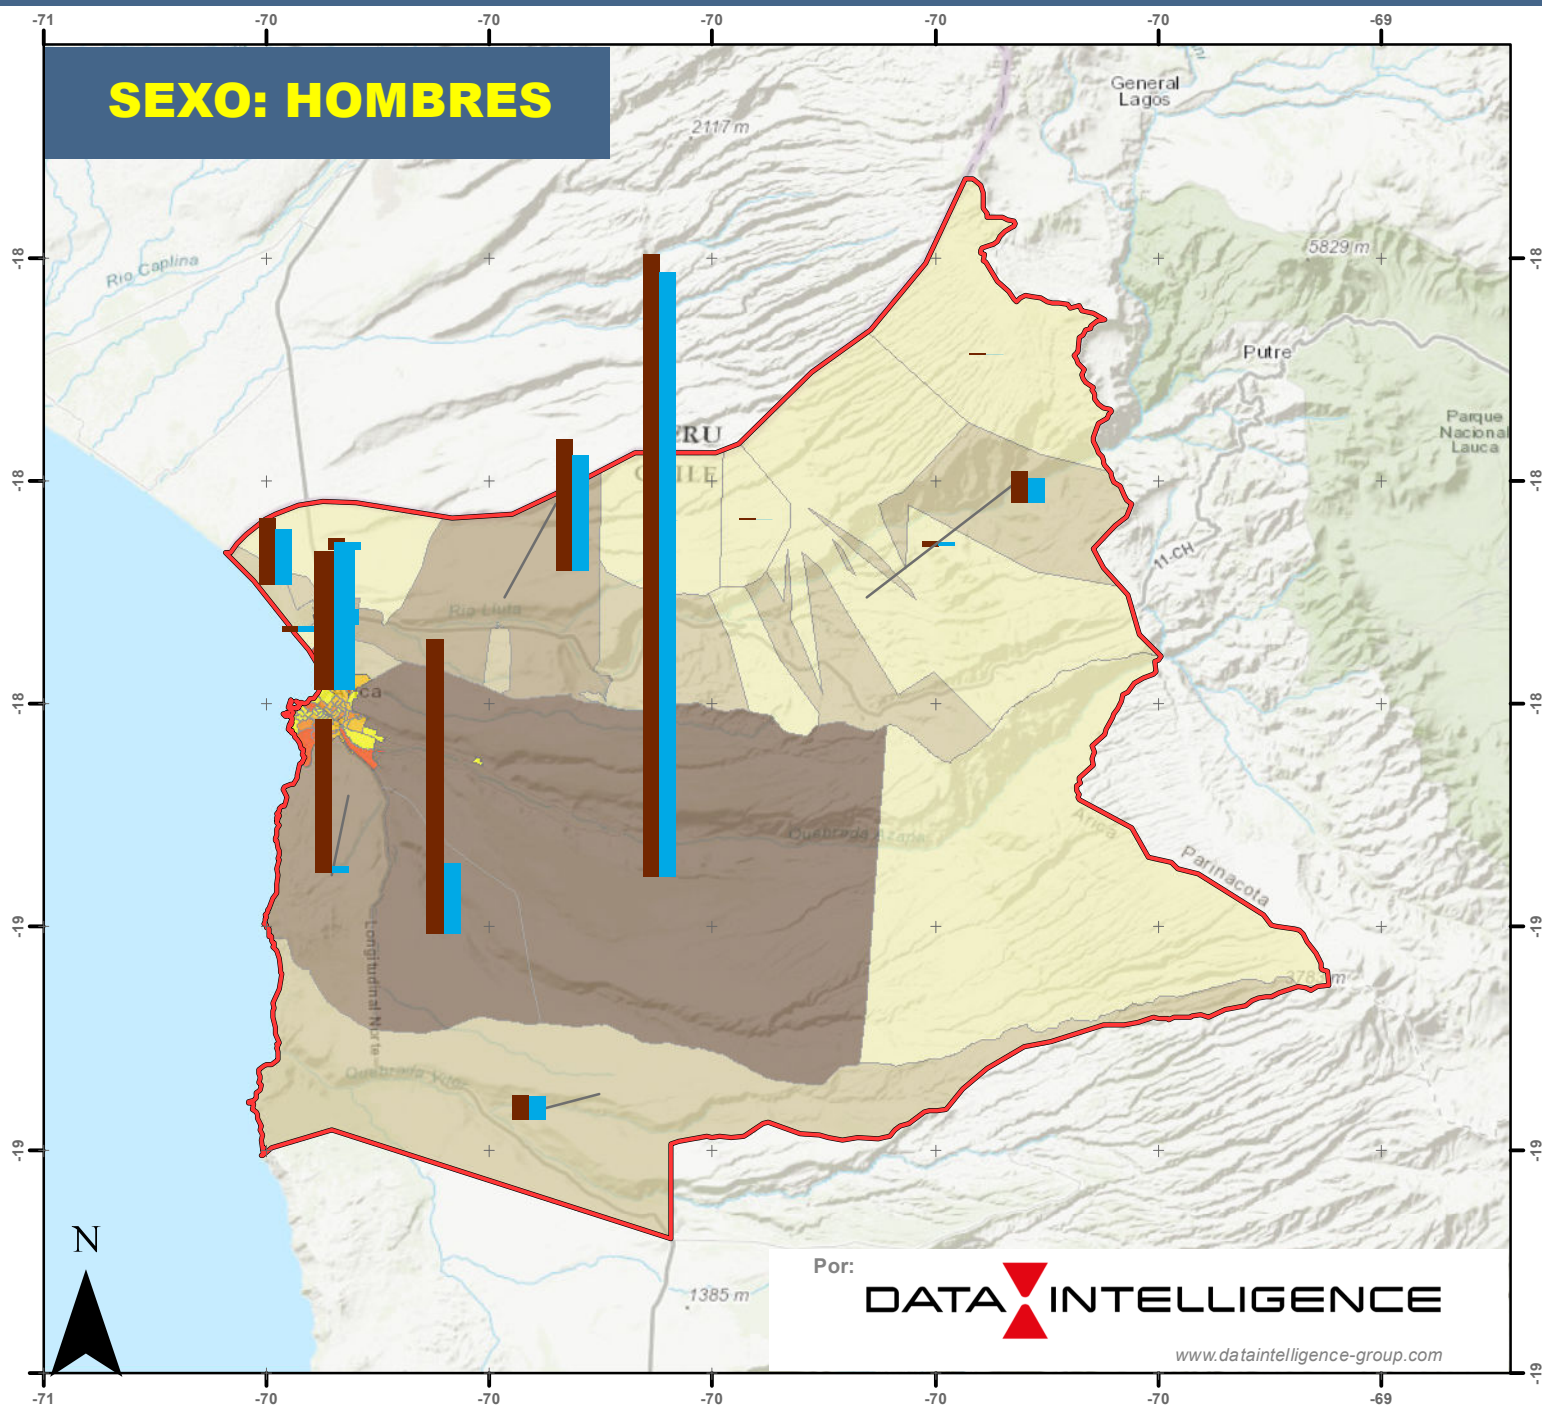 -71 -70 -70 -70 -70 -70 -69
SEXO: HOMBRES
General
Lagos
2117 m
Rio Caplina
5829 m
-18 -18
Putre
Parque
Nacional
Lauca
CHILE
-18 -18
11-CH
Rio Lluta
-18 -18
Quebrada Azapa
Arica
Parinacota
Longitudinal Norte
-19 -19
Quebrada Vitor
-19 -19
N
1385 m
Por:
DATA INTELLIGENCE
www.dataintelligence-group.com
-19
-71 -70 -70 -70 -70 -70 -69